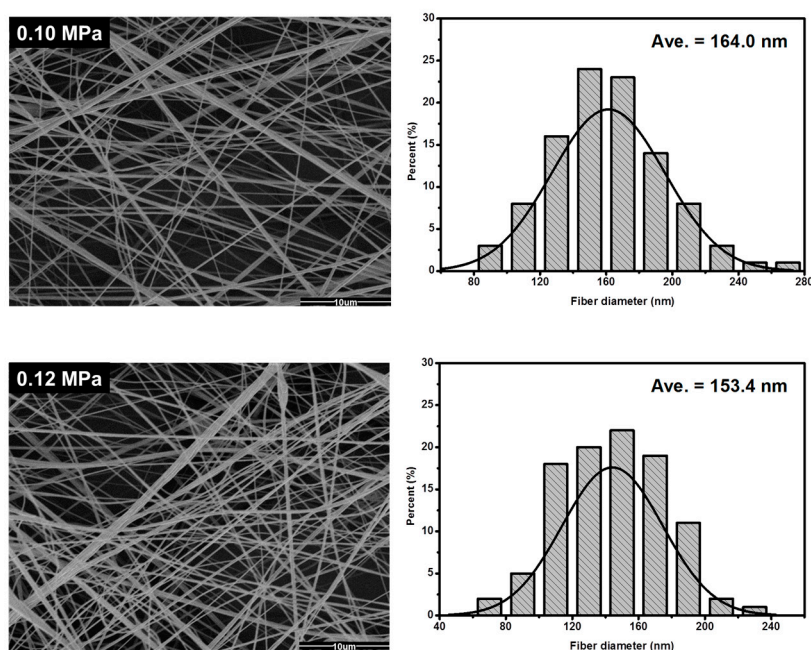 0.10 MPa
10um
Ave. = 164.0 nm
30
25
20
15
10
5
0
Percent (%)
80 120 160 200 240 280
Fiber diameter (nm)
0.12 MPa
10um
Ave. = 153.4 nm
30
25
20
15
10
5
0
Percent (%)
40 80 120 160 200 240
Fiber diameter (nm)